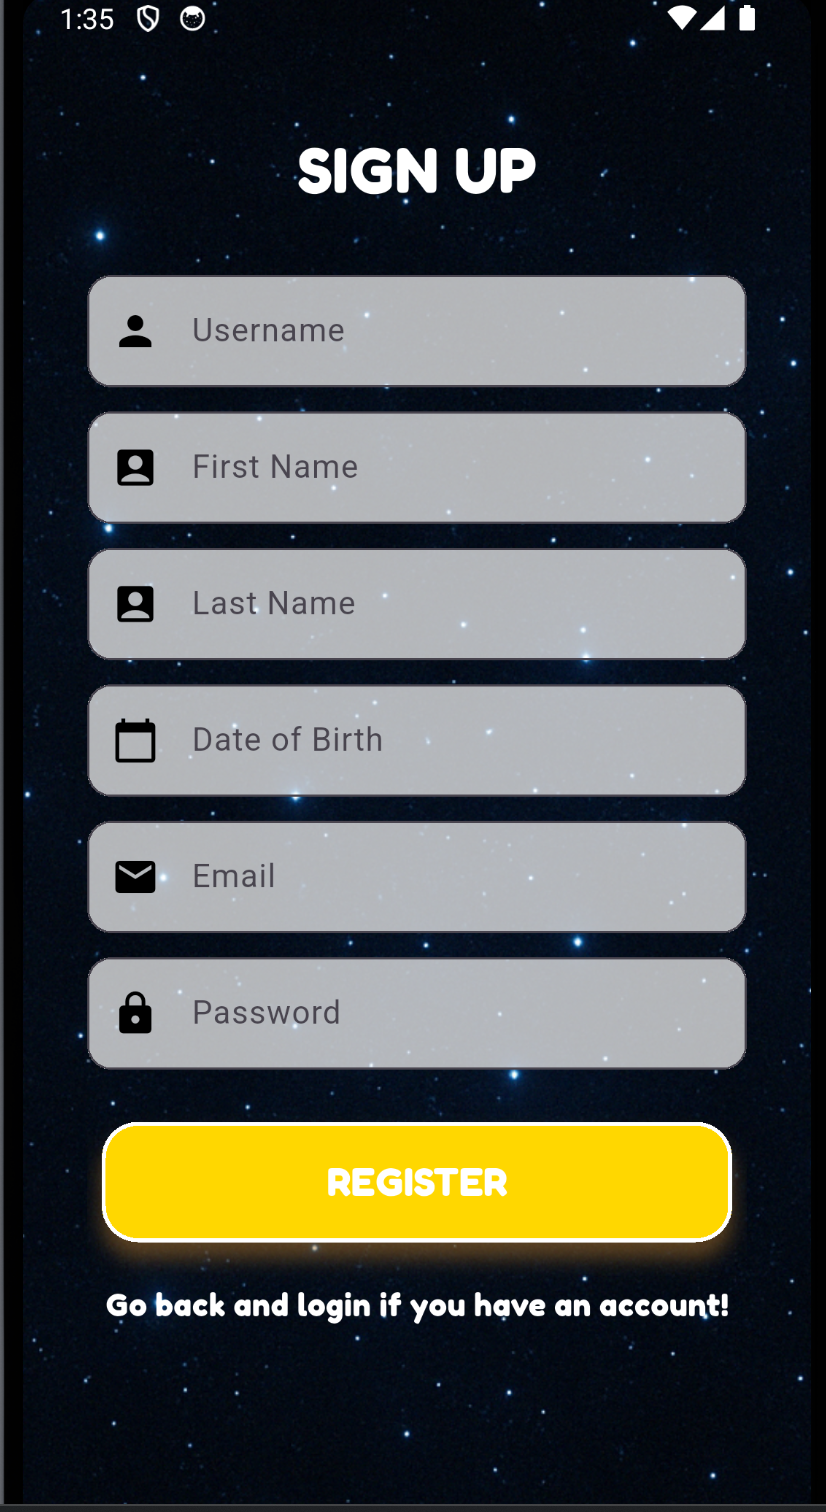 1:35
SIGN UP
Username
First Name
Last Name
Date of Birth
Email
Password
REGISTER
Go back and login if you have an account!